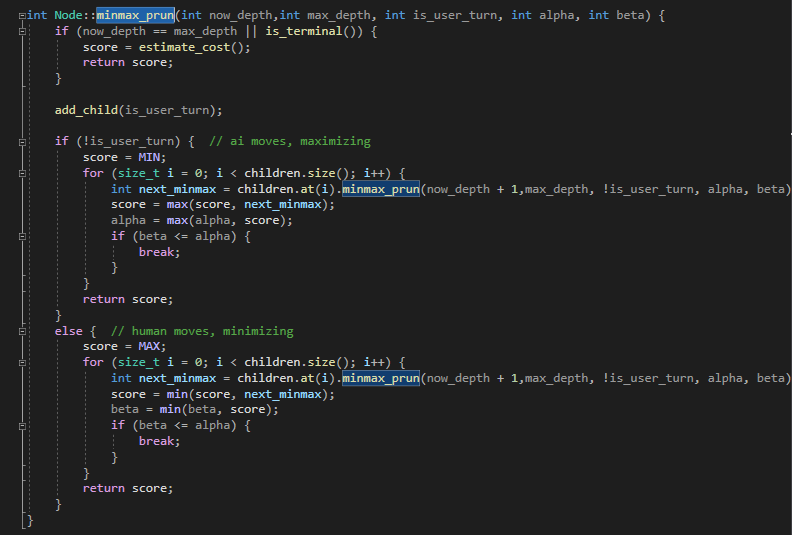 int Node::minmax_prun(int now_depth,int max_depth, int is_user_turn, int alpha, int beta) {
if (now_depth == max_depth || is_terminal()) {
score = estimate_cost();
return score;
}
add_child(is_user_turn);
if (!is_user_turn) {  // ai moves, maximizing
score = MIN;
for (size_t i = 0; i < children.size(); i++) {
int next_minmax = children.at(i).minmax_prun(now_depth + 1,max_depth, !is_user_turn, alpha, beta)
score = max(score, next_minmax);
alpha = max(alpha, score);
if (beta <= alpha) {
break;
}
}
return score;
}
else {  // human moves, minimizing
score = MAX;
for (size_t i = 0; i < children.size(); i++) {
int next_minmax = children.at(i).minmax_prun(now_depth + 1,max_depth, !is_user_turn, alpha, beta)
score = min(score, next_minmax);
beta = min(beta, score);
if (beta <= alpha) {
break;
}
}
return score;
}
}